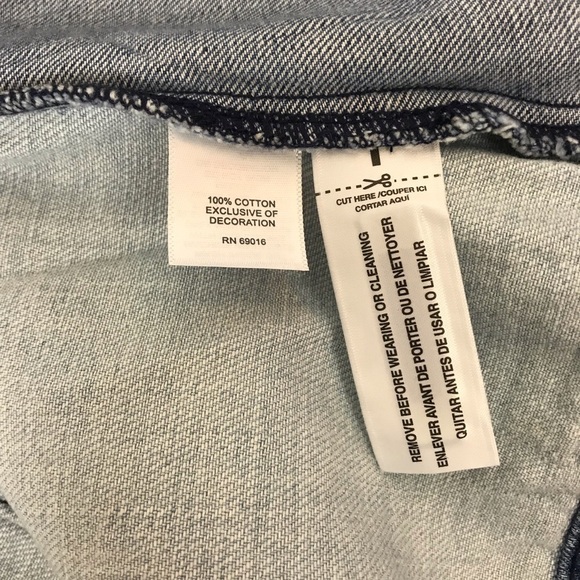 100% COTTON
EXCLUSIVE OF
DECORATION
RN 69016
CUT HERE /COUPER ICI
CORTAR AQUÍ
REMOVE BEFORE WEARING OR CLEANING
ENLEVER AVANT DE PORTER OU DE NETTOYER
QUITAR ANTES DE USAR O LIMPIAR